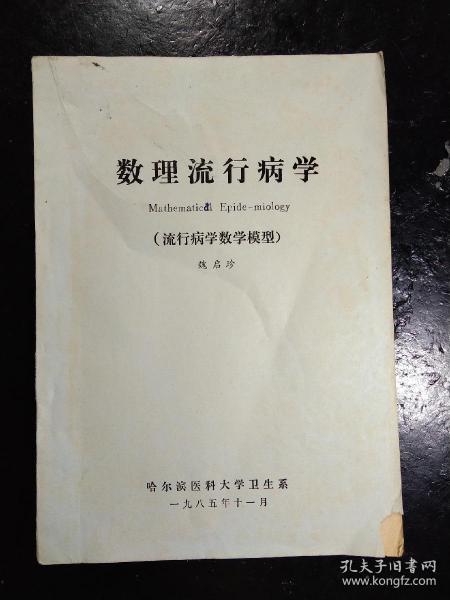 数理流行病学
Mathematical Epide-miology
(流行病学数学模型)
魏启珍
哈尔滨医科大学卫生系
一九八五年十一月
孔夫子旧书网
www.kongfz.com